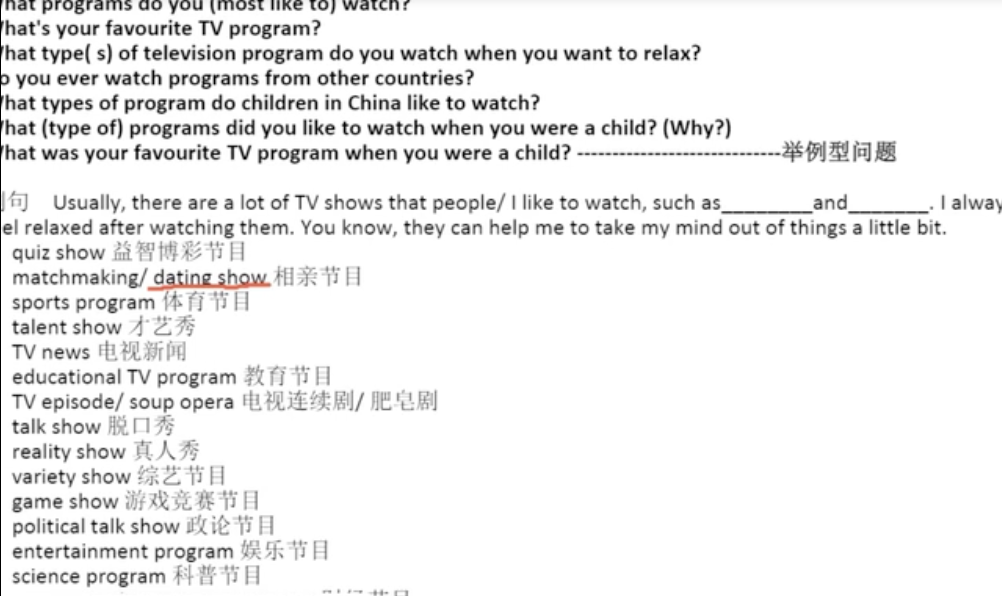 hat programs do you (most like to) watch?
hat's your favourite TV program?
hat type( s) of television program do you watch when you want to relax?
o you ever watch programs from other countries?
hat types of program do children in China like to watch?
hat (type of) programs did you like to watch when you were a child? (Why?)
hat was your favourite TV program when you were a child? -----------------------------举例型问题
句 Usually, there are a lot of TV shows that people/ I like to watch, such as_________and________. I alway
el relaxed after watching them. You know, they can help me to take my mind out of things a little bit.
quiz show 益智博彩节目
matchmaking/ dating show 相亲节目
sports program 体育节目
talent show 才艺秀
TV news 电视新闻
educational TV program 教育节目
TV episode/ soup opera 电视连续剧/ 肥皂剧
talk show 脱口秀
reality show 真人秀
variety show 综艺节目
game show 游戏竞赛节目
political talk show 政论节目
entertainment program 娱乐节目
science program 科普节目